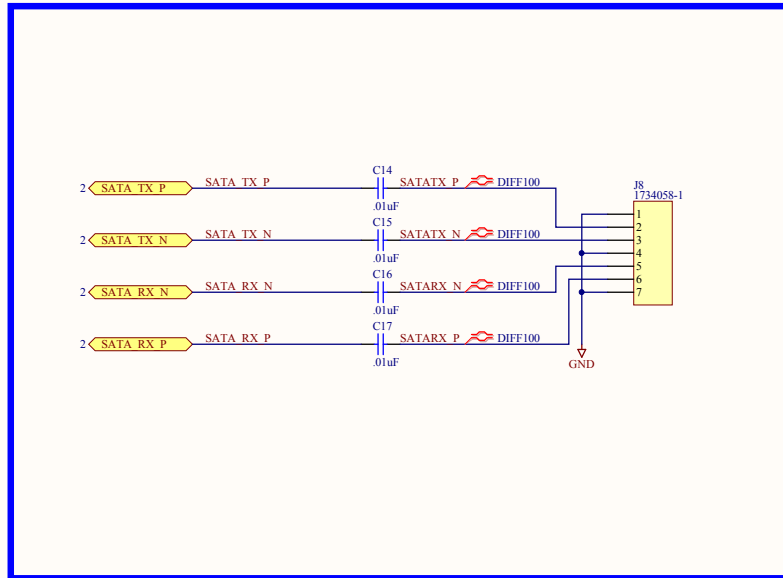 C14
2 SATA_TX_P SATA_TX_P SATATX_P DIFF100
.01uF
J8
1734058-1
1
2
C15
2 SATA_TX_N SATA_TX_N SATATX_N DIFF100 3
.01uF
4
5
C16
6
2 SATA_RX_N SATA_RX_N SATARX_N DIFF100 7
.01uF
C17
2 SATA_RX_P SATA_RX_P SATARX_P DIFF100
.01uF
GND